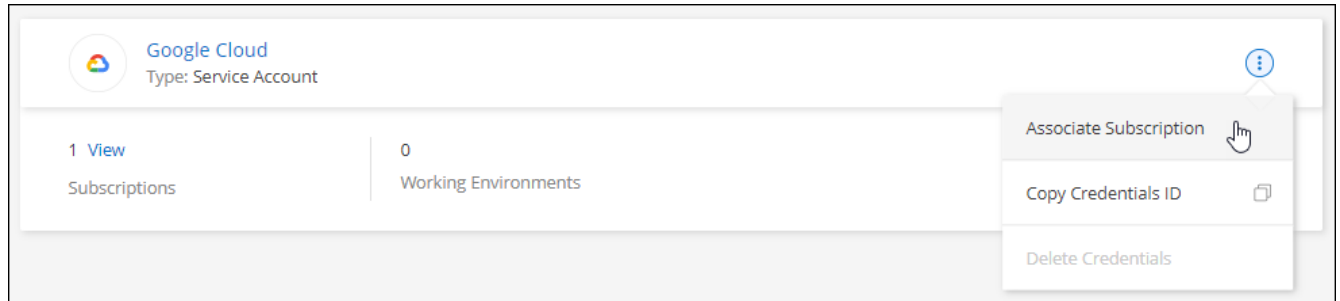 Google Cloud
Type: Service Account
Associate Subscription
1 View
0
Subscriptions
Working Environments
Copy Credentials ID
Delete Credentials